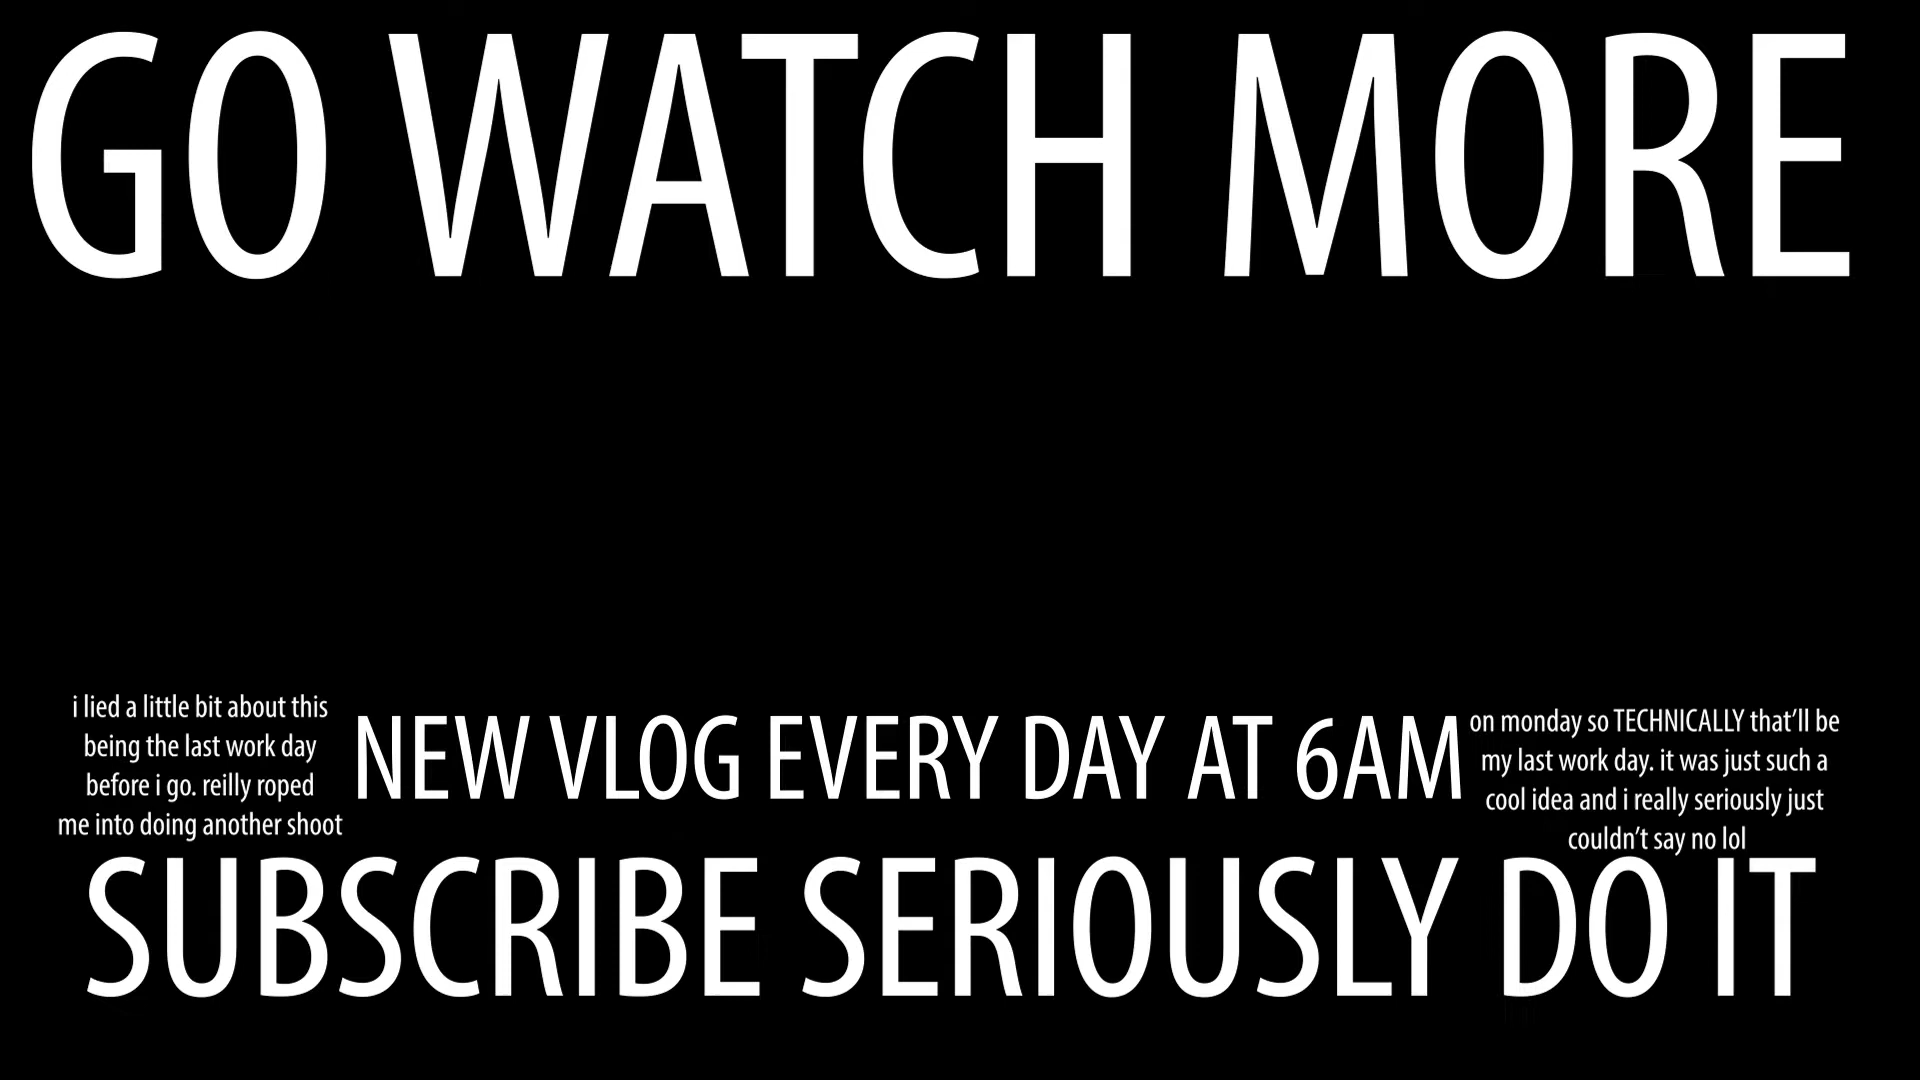 GO WATCH MORE
i lied a little bit about this
being the last work day
before i go. reilly roped
me into doing another shoot
NEW VLOG EVERY DAY AT 6AM
on monday so TECHNICALLY that’ll be
my last work day. it was just such a
cool idea and i really seriously just
couldn’t say no lol
SUBSCRIBE SERIOUSLY DO IT